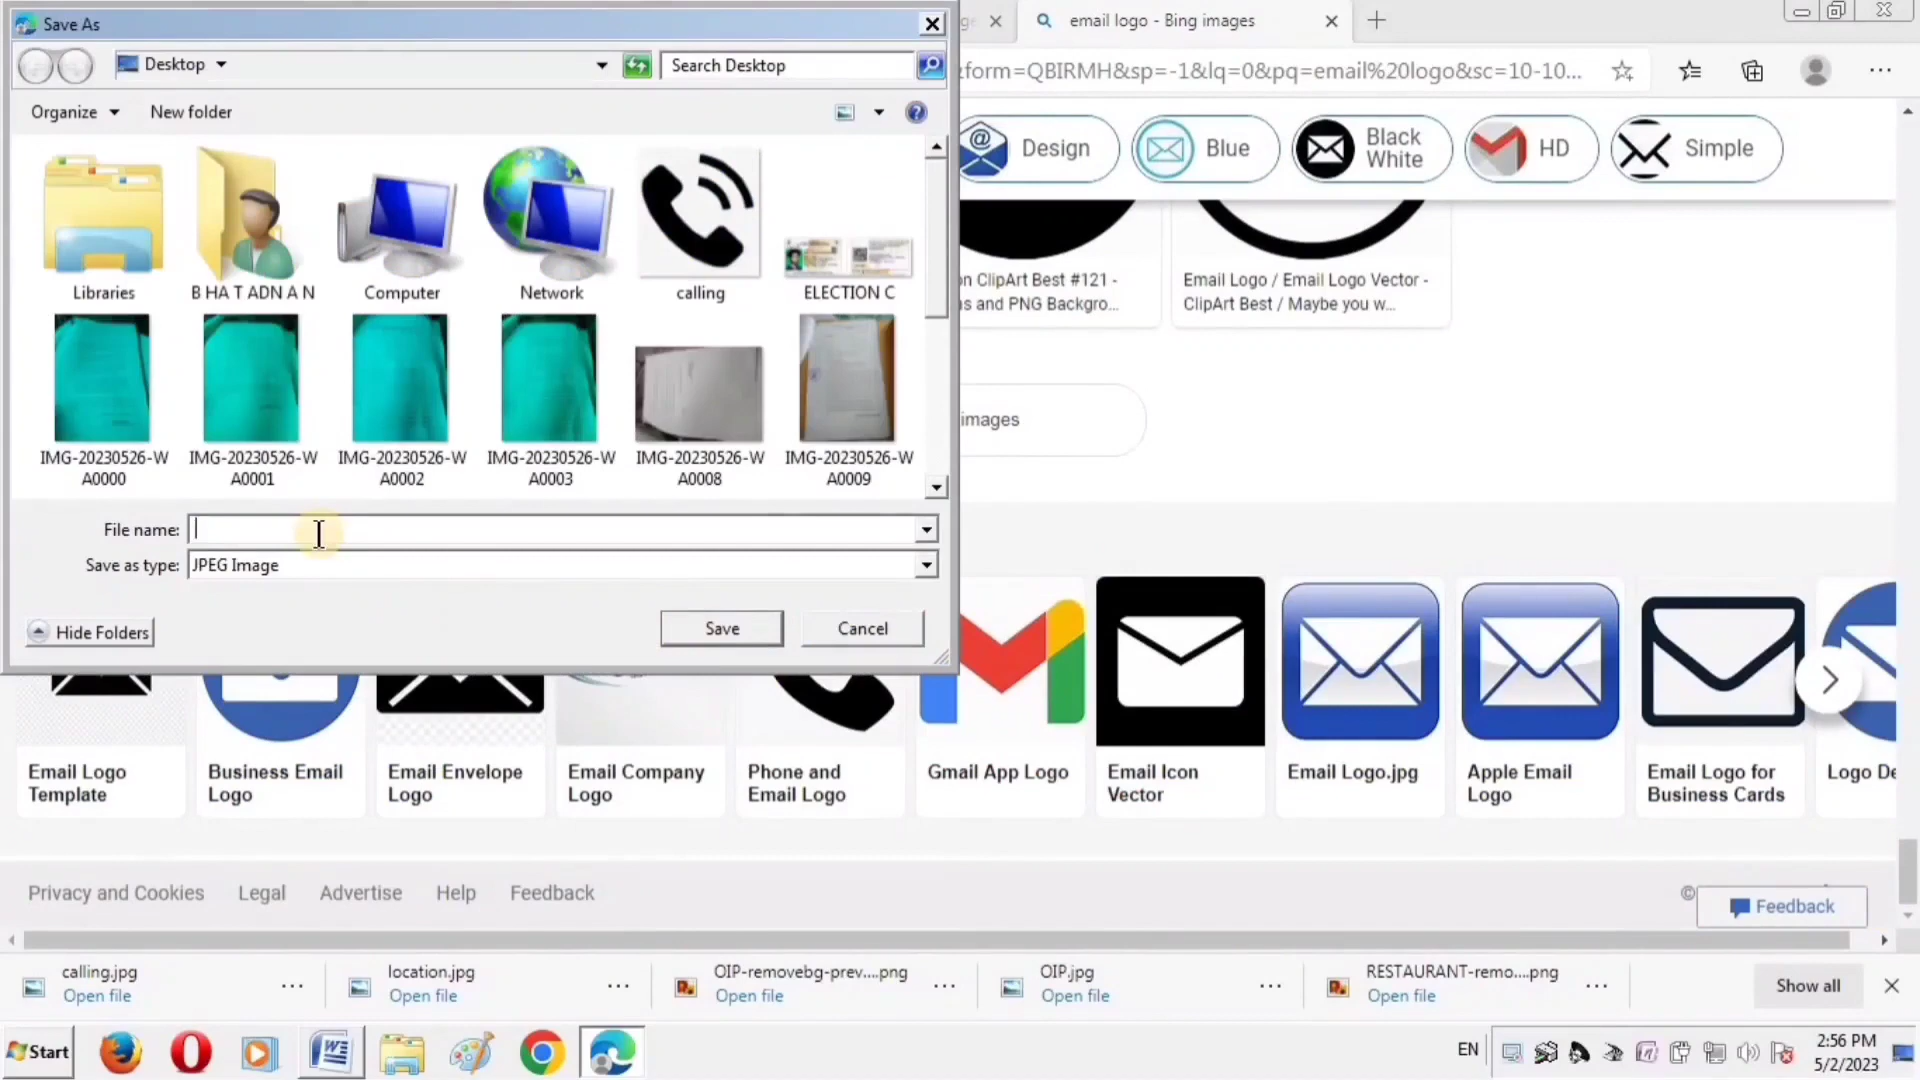 Save As
ge
email logo - Bing images
Desktop
Search Desktop
&form=QBIRMH&sp=-1&lq=0&pq=email%20logo&sc=10-10...
Organize
New folder
Design
Blue
Black
White
HD
Simple
Libraries
B HA T ADN A N
Computer
Network
calling
ELECTION C
on ClipArt Best #121 -
ns and PNG Backgro...
Email Logo / Email Logo Vector -
ClipArt Best / Maybe you w...
IMG-20230526-W
A0000
IMG-20230526-W
A0001
IMG-20230526-W
A0002
IMG-20230526-W
A0003
IMG-20230526-W
A0008
IMG-20230526-W
A0009
images
File name:
Save as type:
JPEG Image
Hide Folders
Save
Cancel
Email Logo
Template
Business Email
Logo
Email Envelope
Logo
Email Company
Logo
Phone and
Email Logo
Gmail App Logo
Email Icon
Vector
Email Logo.jpg
Apple Email
Logo
Email Logo for
Business Cards
Logo De
Privacy and Cookies
Legal
Advertise
Help
Feedback
©
Feedback
calling.jpg
Open file
location.jpg
Open file
OIP-removebg-prev....png
Open file
OIP.jpg
Open file
RESTAURANT-remo....png
Open file
Show all
Start
EN
2:56 PM
5/2/2023